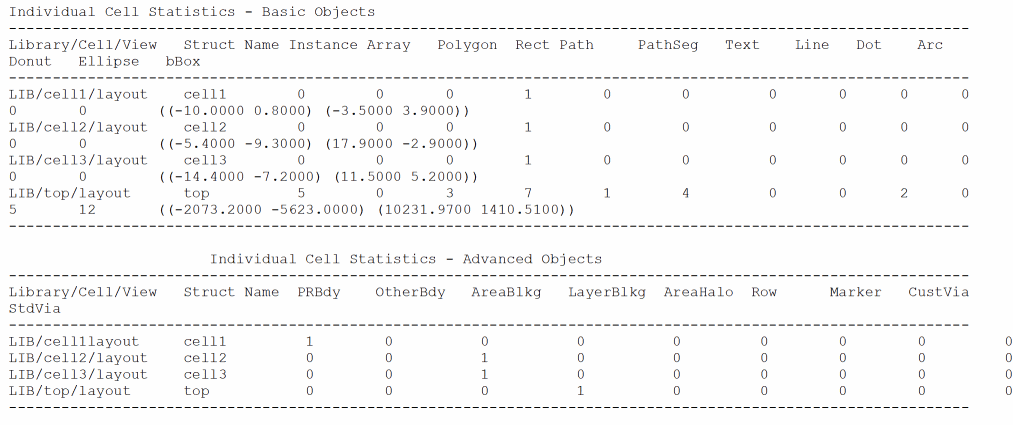 Individual Cell Statistics - Basic Objects
--------------------------------------------------------------------------------------------------------------
Library/Cell/View   Struct Name Instance Array   Polygon  Rect Path     PathSeg   Text    Line   Dot    Arc
Donut   Ellipse   bBox
--------------------------------------------------------------------------------------------------------------
LIB/cell1/layout    cell1        0        0       0        1        0        0         0       0      0      0
0       0        ((-10.0000 0.8000) (-3.5000 3.9000))
LIB/cell2/layout    cell2        0        0       0        1        0        0         0       0      0      0
0       0        ((-5.4000 -9.3000) (17.9000 -2.9000))
LIB/cell3/layout    cell3        0        0       0        1        0        0         0       0      0      0
0       0        ((-14.4000 -7.2000) (11.5000 5.2000))
LIB/top/layout      top          5        0       3        7        1        4         0       0      2      0
5       12       ((-2073.2000 -5623.0000) (10231.9700 1410.5100))
--------------------------------------------------------------------------------------------------------------
Individual Cell Statistics - Advanced Objects
--------------------------------------------------------------------------------------------------------------
Library/Cell/View   Struct Name  PRBdy    OtherBdy   AreaBlkg   LayerBlkg  AreaHalo  Row      Marker   CustVia
StdVia
--------------------------------------------------------------------------------------------------------------
LIB/cell1layout     cell1         1        0          0          0          0         0        0        0         0
LIB/cell2/layout    cell2         0        0          1          0          0         0        0        0         0
LIB/cell3/layout    cell3         0        0          1          0          0         0        0        0         0
LIB/top/layout      top           0        0          0          1          0         0        0        0         0
--------------------------------------------------------------------------------------------------------------